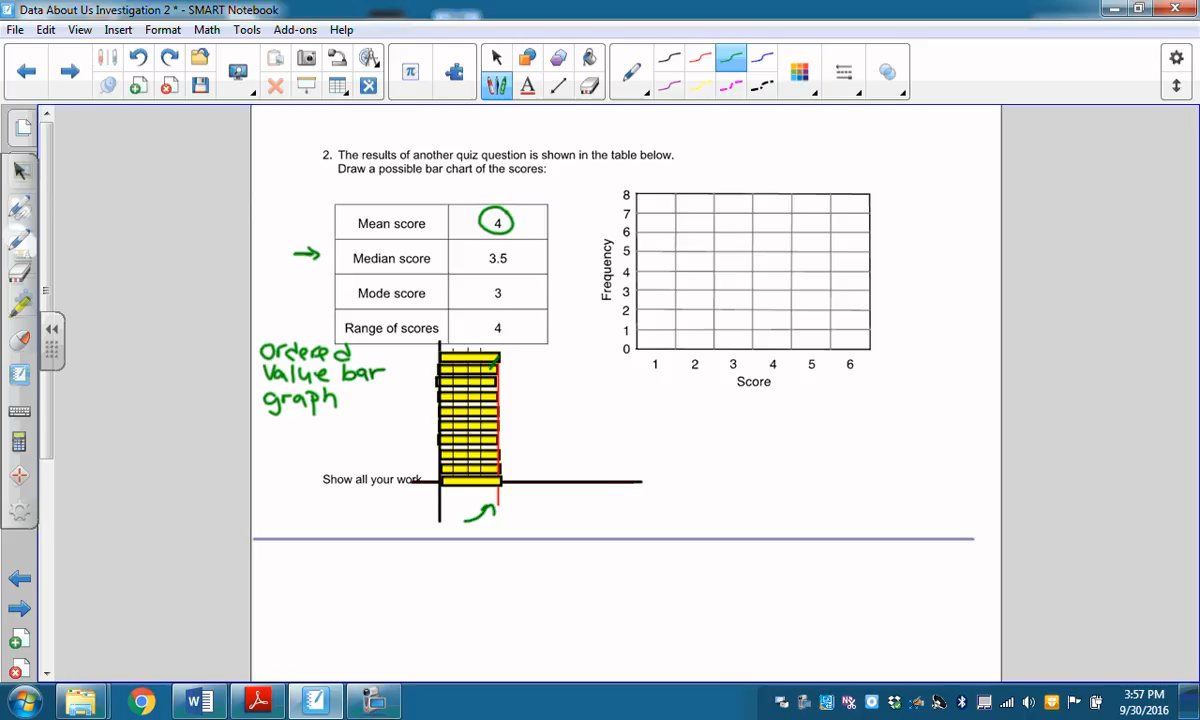 Data About Us Investigation 2 * - SMART Notebook
File Edit View Insert Format Math Tools Add-ons Help
2. The results of another quiz question is shown in the table below.
Draw a possible bar chart of the scores:
Mean score 4
Median score 3.5
Mode score 3
Range of scores 4
Ordered
Value bar
graph
Show all your work
Frequency
8
7
6
5
4
3
2
1
0
1 2 3 4 5 6
Score
3:57 PM
9/30/2016